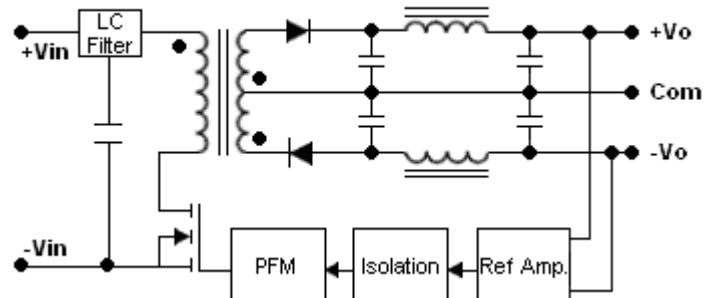 LC
Filter
+Vin
+Vo
Com
-Vo
-Vin
PFM
Isolation
Ref Amp.